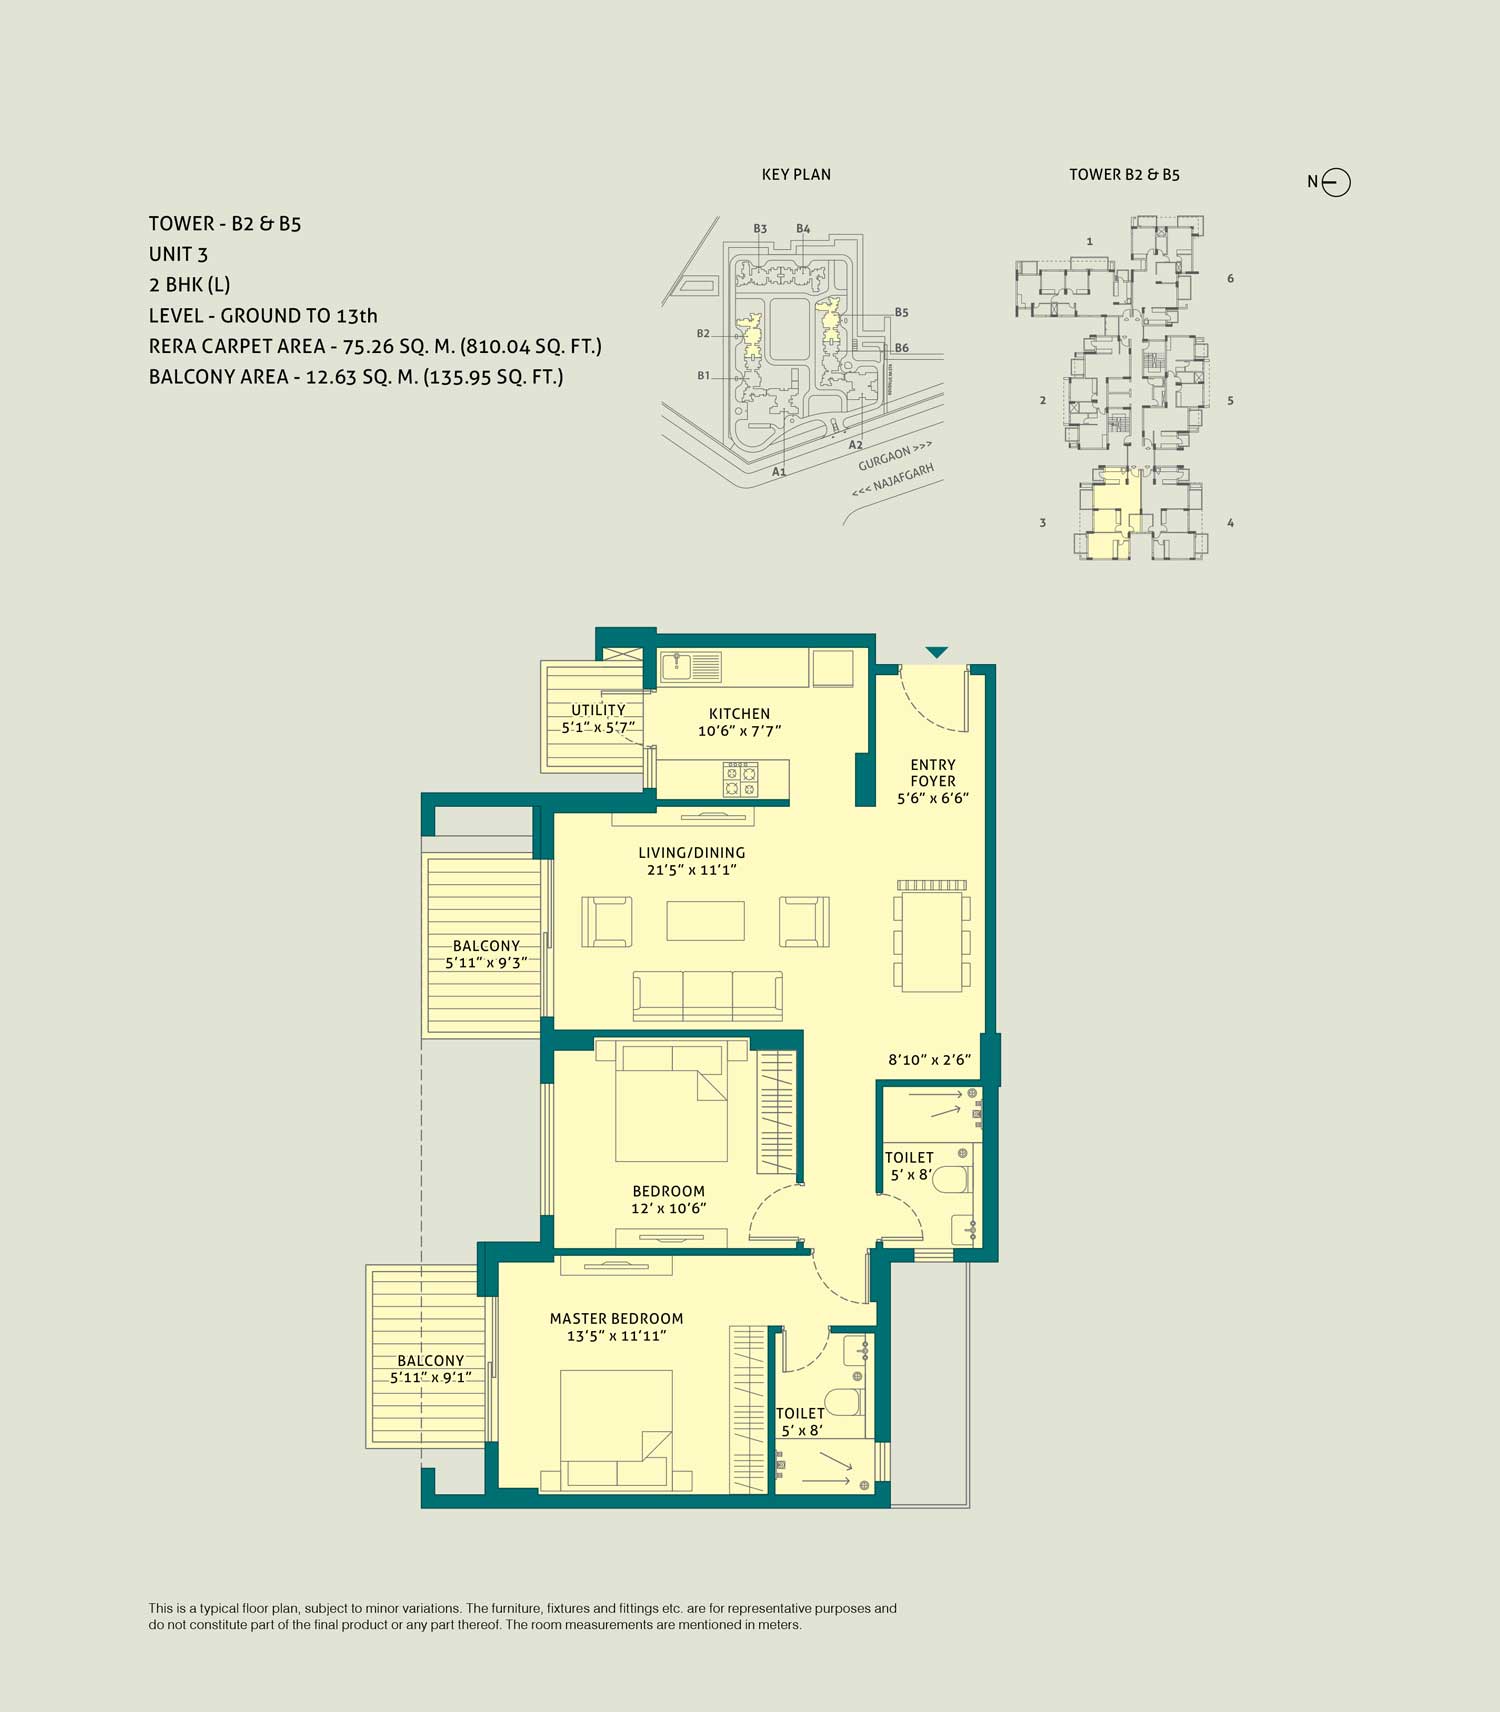 KEY PLAN
TOWER B2 & B5
N
TOWER - B2 & B5
UNIT 3
2 BHK (L)
LEVEL - GROUND TO 13th
RERA CARPET AREA - 75.26 SQ. M. (810.04 SQ. FT.)
BALCONY AREA - 12.63 SQ. M. (135.95 SQ. FT.)
B3
B4
B5
B2
B6
B1
A2
A1
GURGAON >>>
<<< NAJAFGARH
1
6
2
5
3
4
UTILITY
5'1" x 5'7"
KITCHEN
10'6" x 7'7"
ENTRY
FOYER
5'6" x 6'6"
LIVING/DINING
21'5" x 11'1"
BALCONY
5'11" x 9'3"
8'10" x 2'6"
TOILET
5' x 8'
BEDROOM
12' x 10'6"
MASTER BEDROOM
13'5" x 11'11"
BALCONY
5'11" x 9'1"
TOILET
5' x 8'
This is a typical floor plan, subject to minor variations. The furniture, fixtures and fittings etc. are for representative purposes and
do not constitute part of the final product or any part thereof. The room measurements are mentioned in meters.